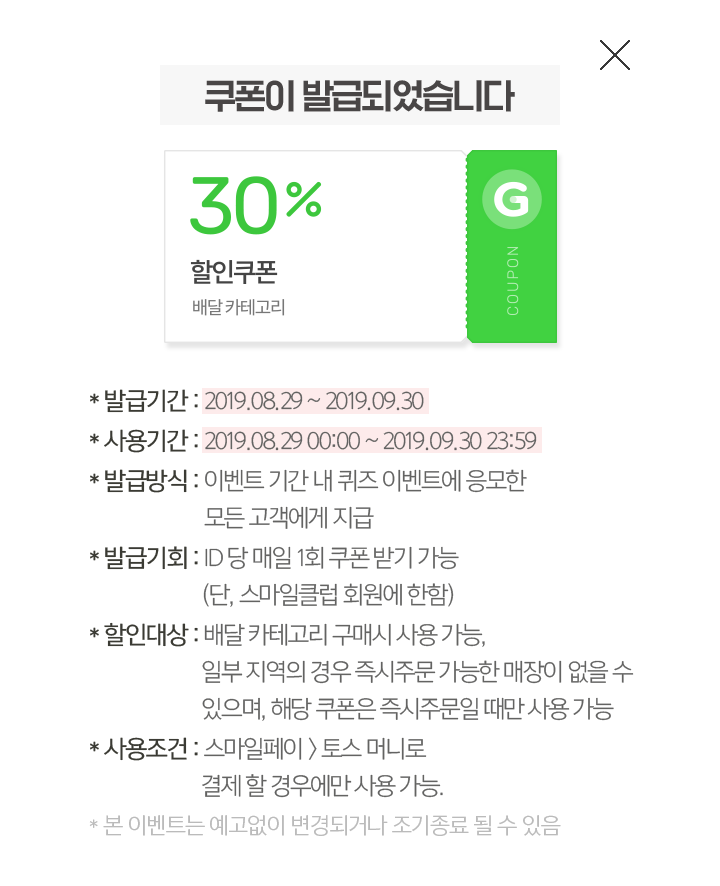 쿠폰이 발급되었습니다
30%
할인쿠폰
배달 카테고리
G
COUPON
* 발급기간 : 2019.08.29 ~ 2019.09.30
* 사용기간 : 2019.08.29 00:00 ~ 2019.09.30 23:59
* 발급방식 : 이벤트 기간 내 퀴즈 이벤트에 응모한
모든 고객에게 지급
* 발급기회 : ID 당 매일 1회 쿠폰 받기 가능
(단, 스마일클럽 회원에 한함)
* 할인대상 : 배달 카테고리 구매시 사용 가능,
일부 지역의 경우 즉시주문 가능한 매장이 없을 수
있으며, 해당 쿠폰은 즉시주문일 때만 사용 가능
* 사용조건 : 스마일페이 > 토스 머니로
결제 할 경우에만 사용 가능.
* 본 이벤트는 예고없이 변경되거나 조기종료 될 수 있음